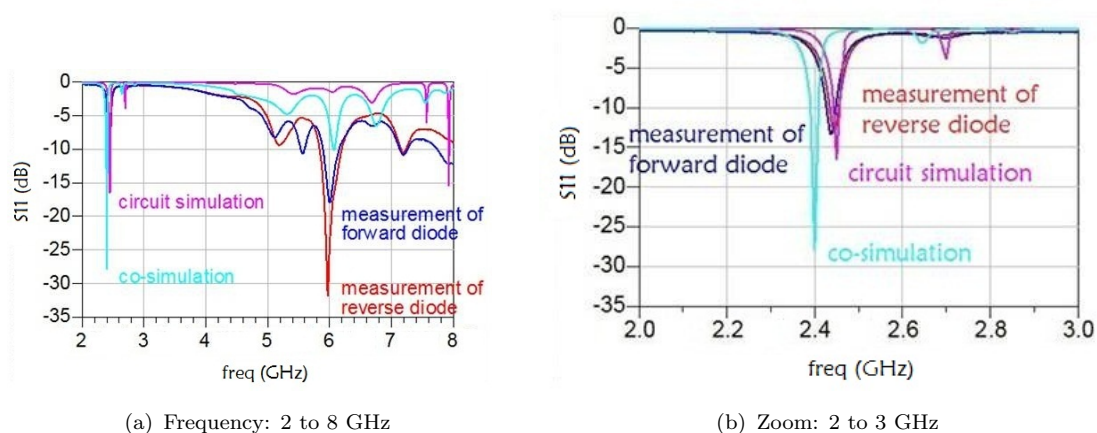 0
-5
-10
-15
-20
-25
-30
-35
S11 (dB)
circuit simulation
co-simulation
measurement of
forward diode
measurement of
reverse diode
2 3 4 5 6 7 8
freq (GHz)
(a) Frequency: 2 to 8 GHz
0
-5
-10
-15
-20
-25
-30
-35
S11 (dB)
measurement of
forward diode
measurement of
reverse diode
circuit simulation
co-simulation
2.0 2.2 2.4 2.6 2.8 3.0
freq (GHz)
(b) Zoom: 2 to 3 GHz